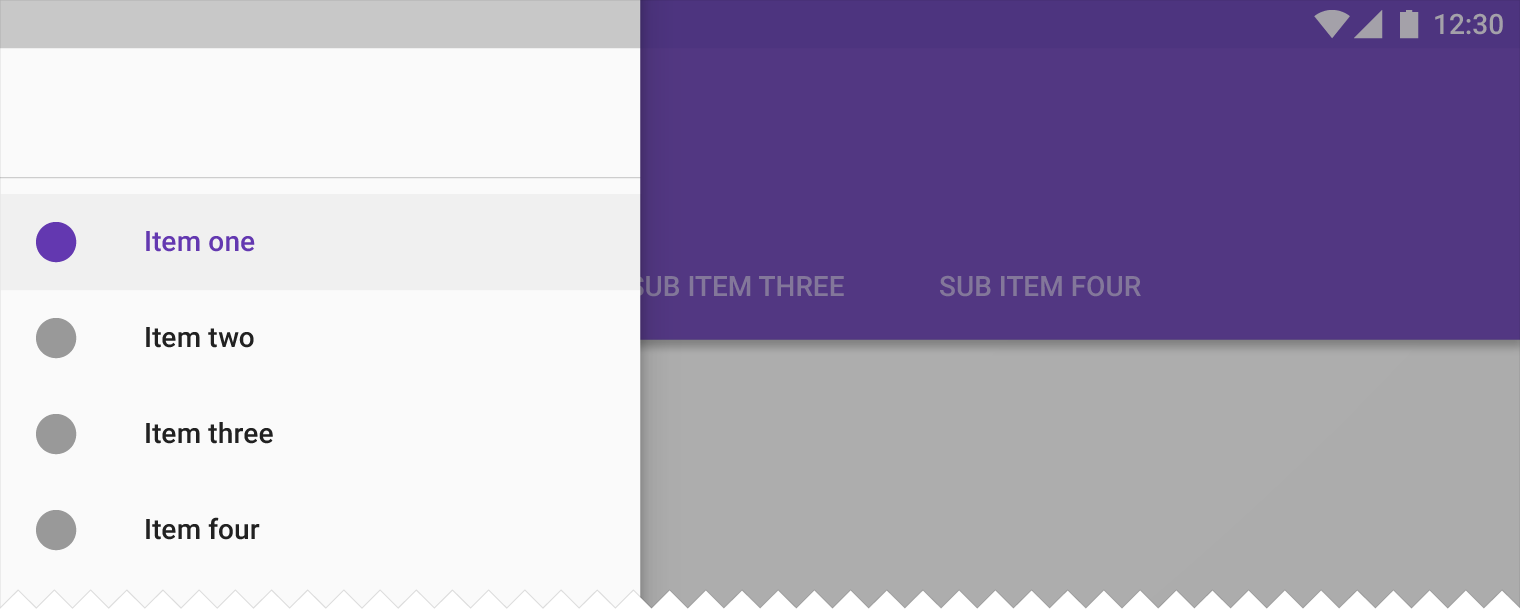 12:30
Item one
SUB ITEM THREE
SUB ITEM FOUR
Item two
Item three
Item four